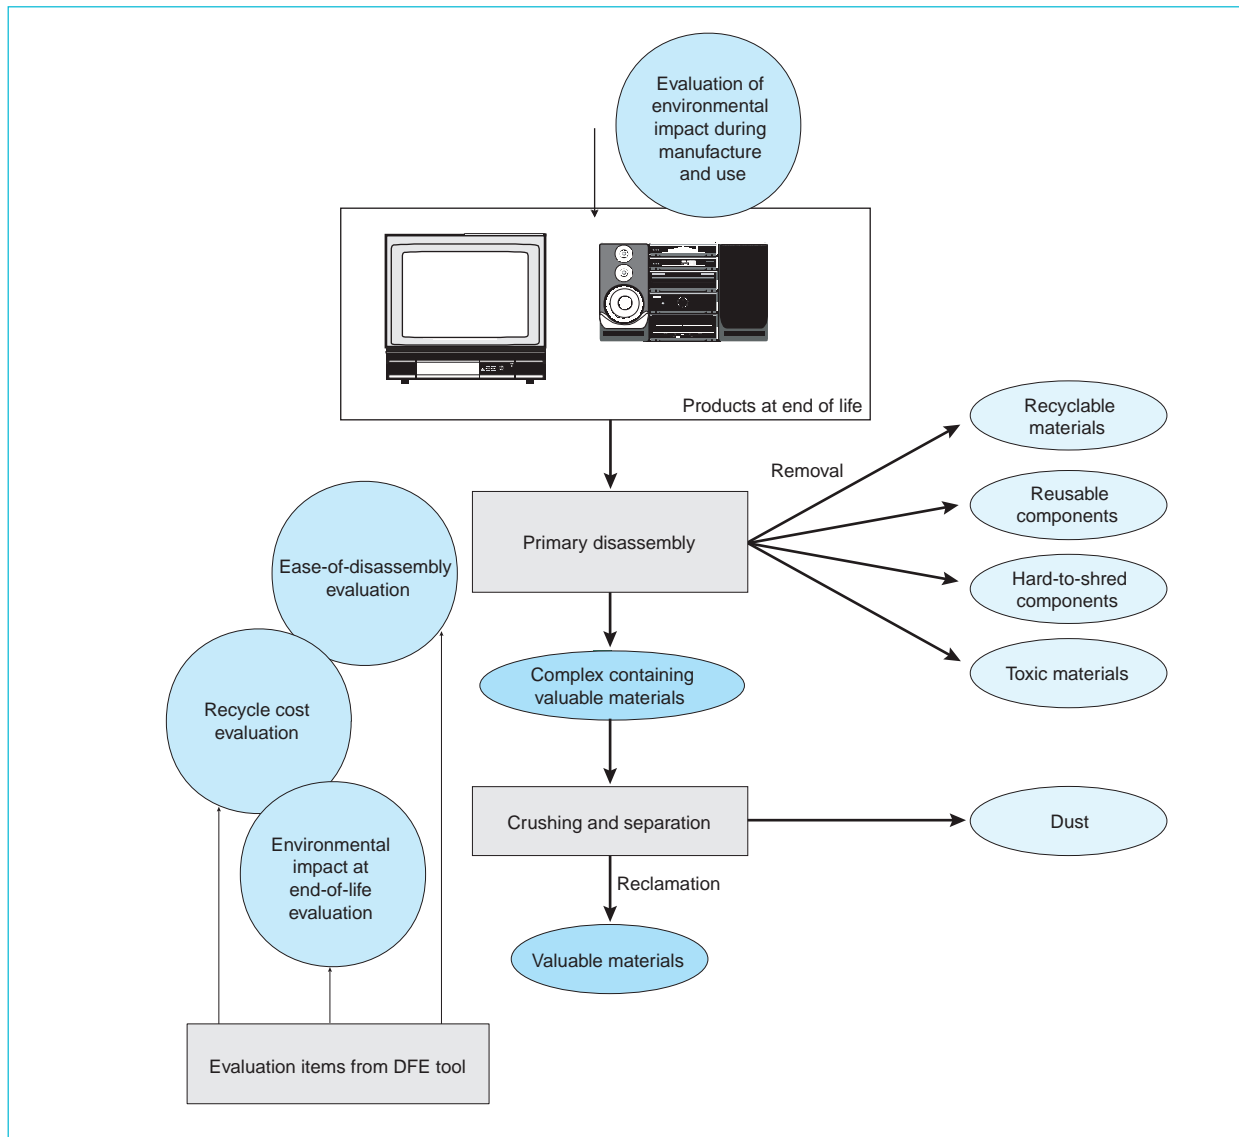 Evaluation of
environmental
impact during
manufacture
and use
Products at end of life
Removal
Recyclable
materials
Reusable
components
Hard-to-shred
components
Toxic materials
Primary disassembly
Ease-of-disassembly
evaluation
Complex containing
valuable materials
Recycle cost
evaluation
Crushing and separation
Dust
Environmental
impact at
end-of-life
evaluation
Reclamation
Valuable materials
Evaluation items from DFE tool